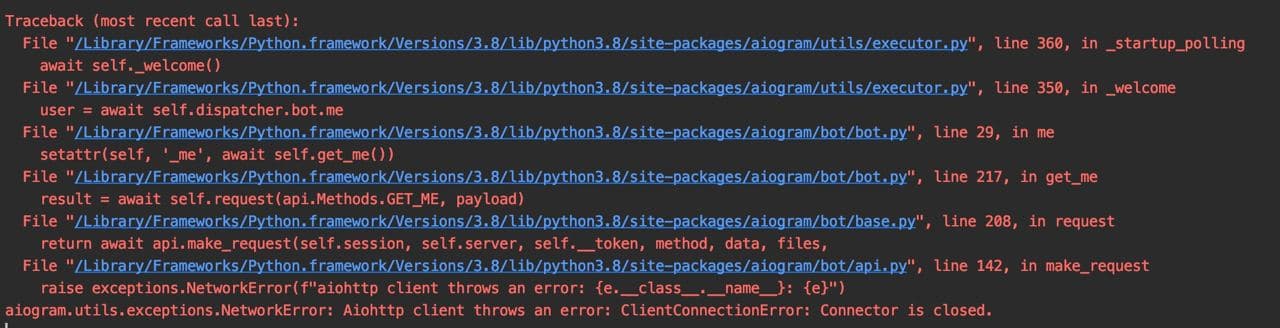 Traceback (most recent call last):
  File "/Library/Frameworks/Python.framework/Versions/3.8/lib/python3.8/site-packages/aiogram/utils/executor.py", line 360, in _startup_polling
    await self._welcome()
  File "/Library/Frameworks/Python.framework/Versions/3.8/lib/python3.8/site-packages/aiogram/utils/executor.py", line 350, in _welcome
    user = await self.dispatcher.bot.me
  File "/Library/Frameworks/Python.framework/Versions/3.8/lib/python3.8/site-packages/aiogram/bot/bot.py", line 29, in me
    setattr(self, '_me', await self.get_me())
  File "/Library/Frameworks/Python.framework/Versions/3.8/lib/python3.8/site-packages/aiogram/bot/bot.py", line 217, in get_me
    result = await self.request(api.Methods.GET_ME, payload)
  File "/Library/Frameworks/Python.framework/Versions/3.8/lib/python3.8/site-packages/aiogram/bot/base.py", line 208, in request
    return await api.make_request(self.session, self.server, self.__token, method, data, files,
  File "/Library/Frameworks/Python.framework/Versions/3.8/lib/python3.8/site-packages/aiogram/bot/api.py", line 142, in make_request
    raise exceptions.NetworkError(f"aiohttp client throws an error: {e.__class__.__name__}: {e}")
aiogram.utils.exceptions.NetworkError: Aiohttp client throws an error: ClientConnectionError: Connector is closed.